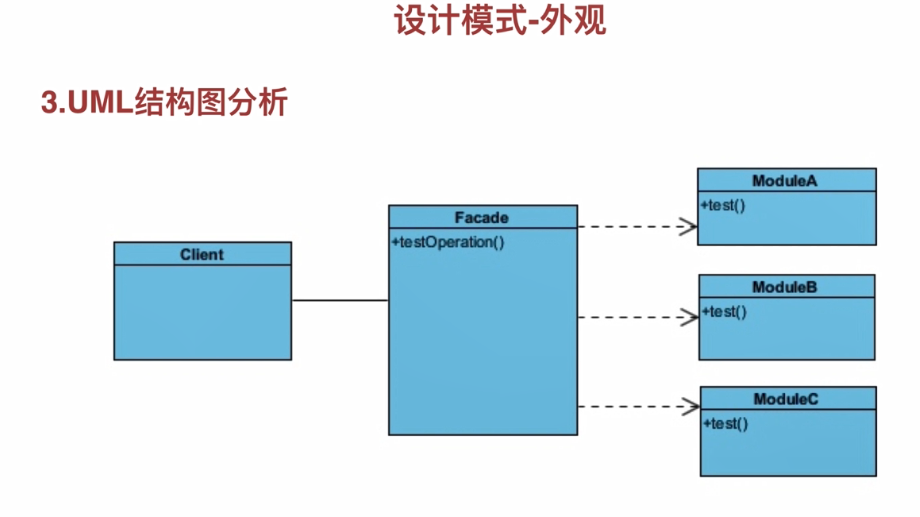 设计模式-外观
3.UML结构图分析
ModuleA
+test()
Facade
+testOperation()
Client
ModuleB
+test()
ModuleC
+test()